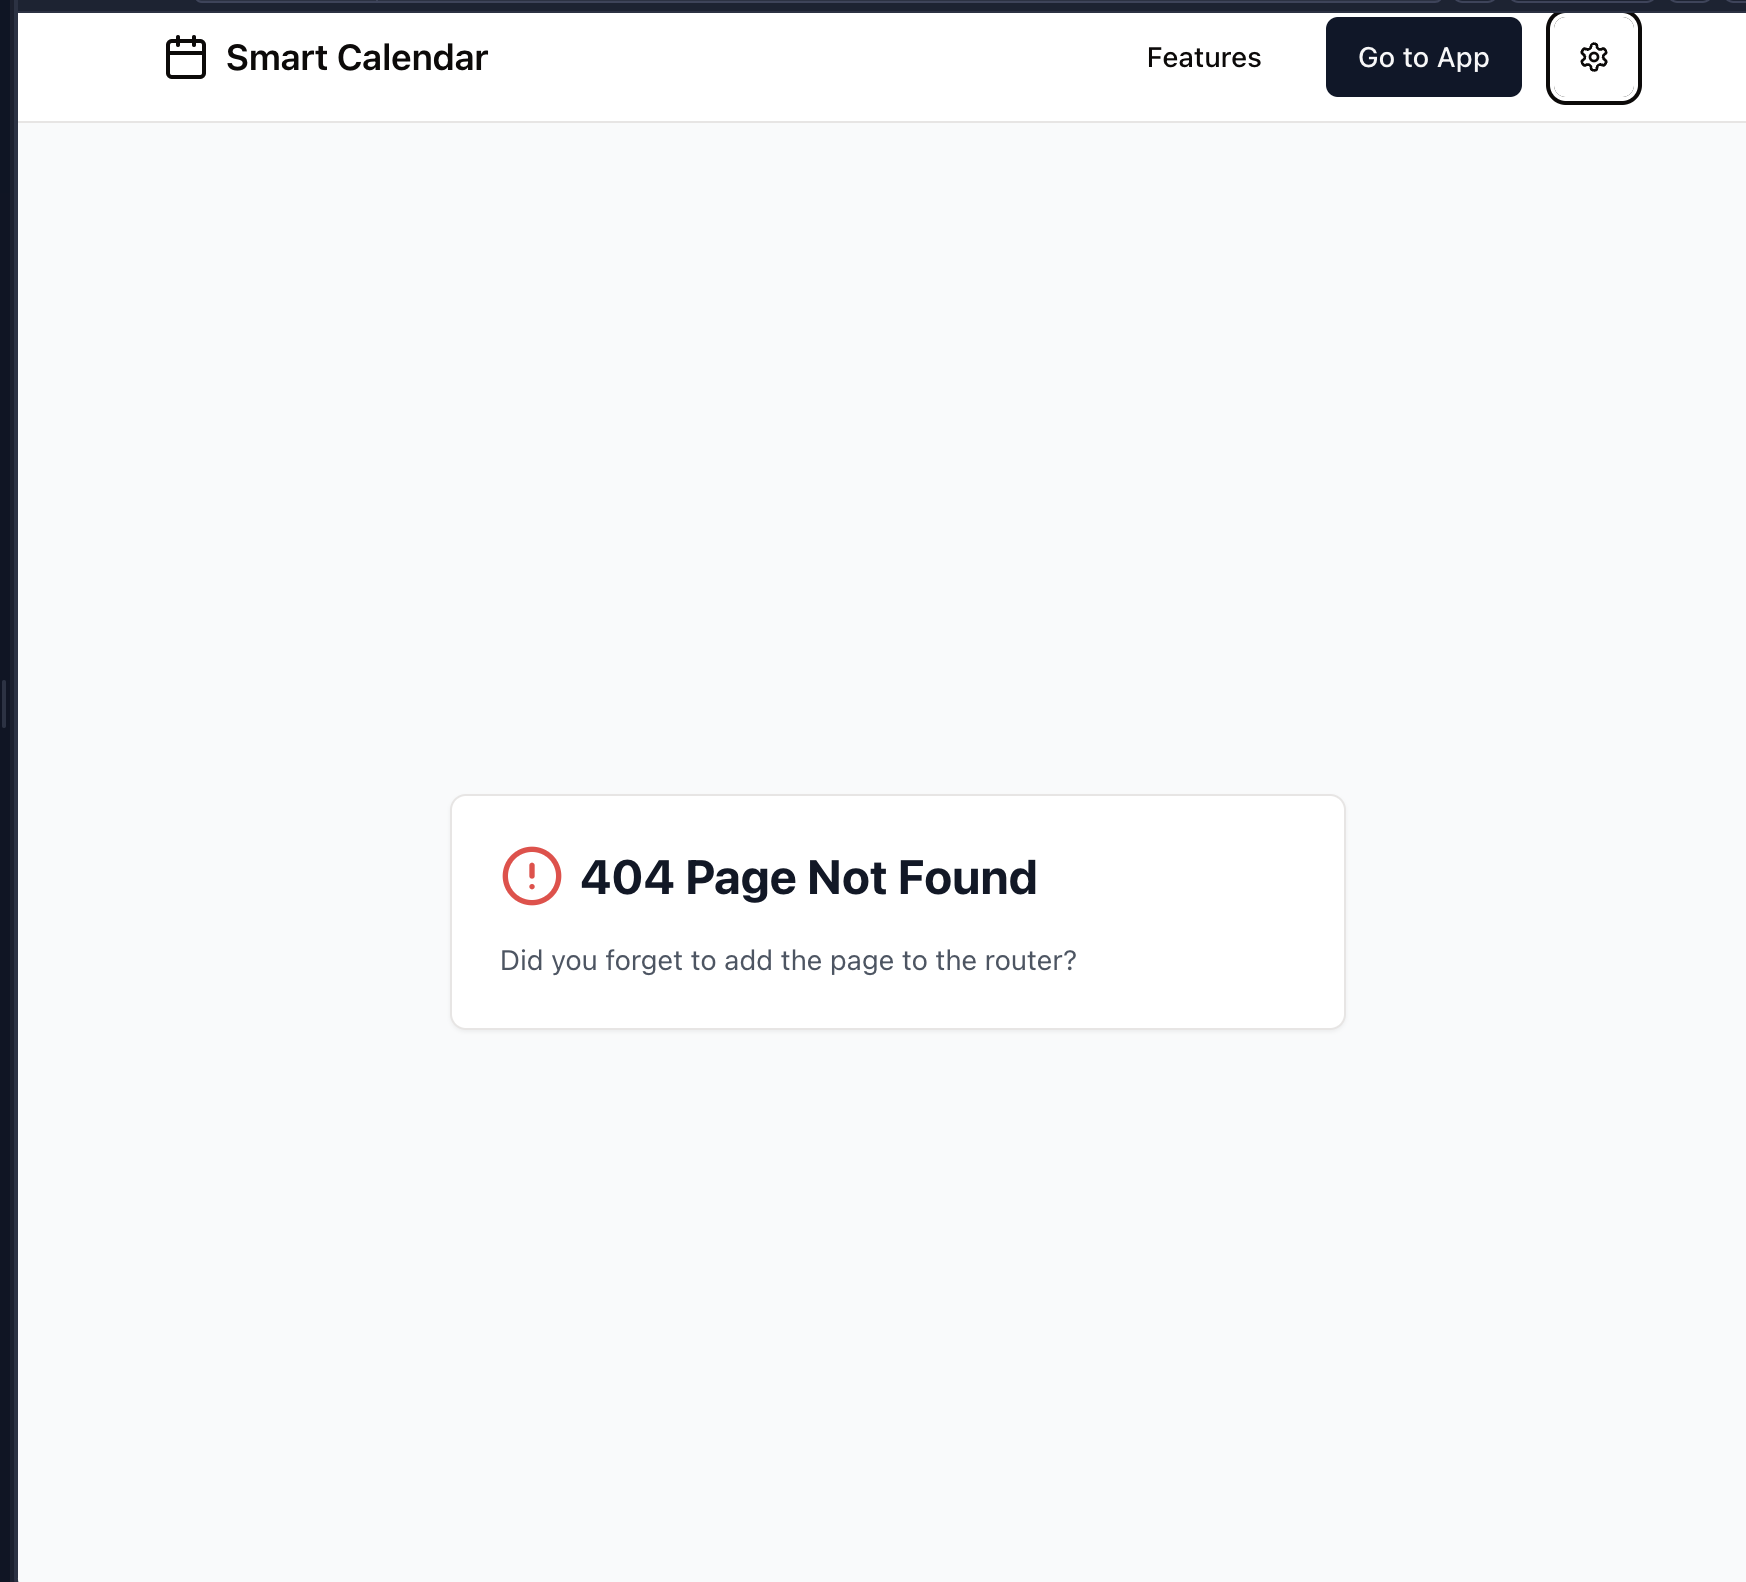 Smart Calendar
Features
Go to App
404 Page Not Found
Did you forget to add the page to the router?